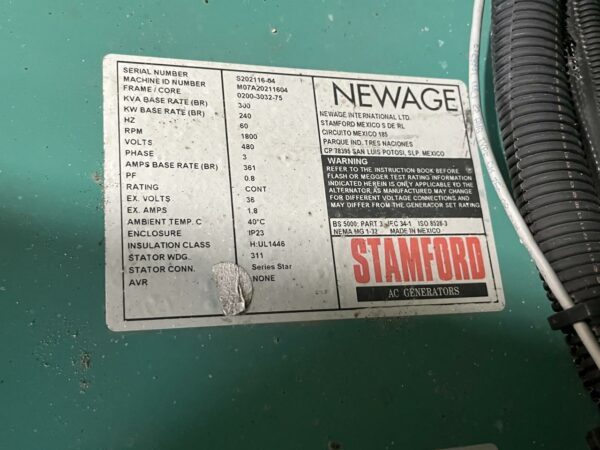 SERIAL NUMBER S202116-04
MACHINE ID NUMBER M07A20211604
FRAME / CORE 0200-3032-75
KVA BASE RATE (BR) 300
KW BASE RATE (BR) 240
HZ 60
RPM 1800
VOLTS 480
PHASE 3
AMPS BASE RATE (BR) 361
PF 0.8
RATING CONT
EX. VOLTS 36
EX. AMPS 1.8
AMBIENT TEMP. C 40°C
ENCLOSURE IP23
INSULATION CLASS H:UL1446
STATOR WDG. 311
STATOR CONN. Series Star
AVR NONE
NEWAGE
NEWAGE INTERNATIONAL LTD.
STAMFORD MEXICO S DE RL
CIRCUITO MEXICO 185
PARQUE IND. TRES NACIONES
CP 78395 SAN LUIS POTOSI, SLP, MEXICO
WARNING
REFER TO THE INSTRUCTION BOOK BEFORE
FLASH OR MEGGER TEST RATING INFORMATION
INDICATED HEREIN IS ONLY APPLICABLE TO THE
ALTERNATOR, AS MANUFACTURED MAY CHANGE
FOR DIFFERENT VOLTAGE CONNECTIONS AND
MAY DIFFER FROM THE GENERATOR SET RATING
BS 5000: PART 3 IEC 34-1 ISO 8528-3
NEMA MG 1-32 MADE IN MEXICO
STAMFORD
AC GENERATORS